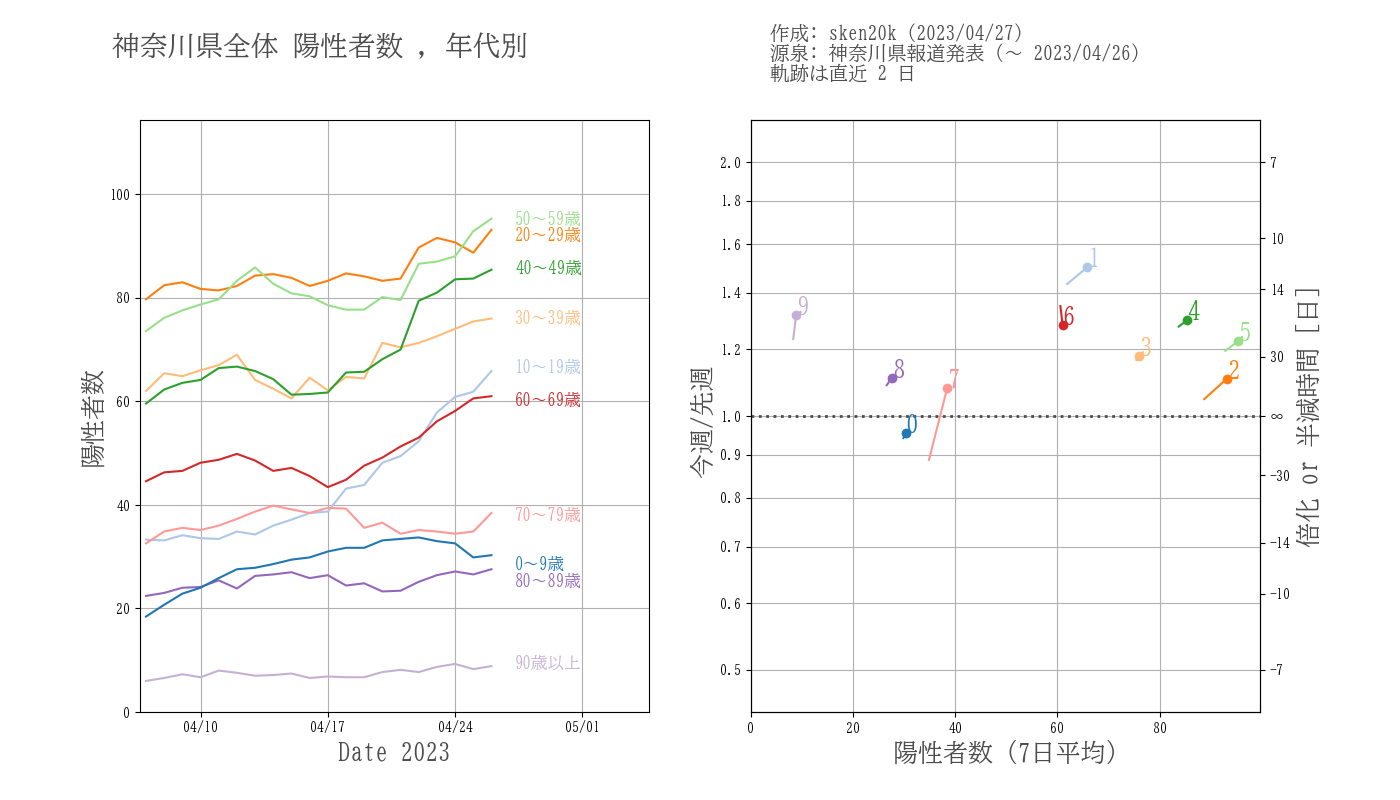 神奈川県全体 陽性者数 , 年代別
作成: sken20k (2023/04/27)
源泉: 神奈川県報道発表 (〜 2023/04/26)
軌跡は直近 2 日
陽性者数
100
80
60
40
20
0
50〜59歳
20〜29歳
40〜49歳
30〜39歳
10〜19歳
60〜69歳
70〜79歳
0〜9歳
80〜89歳
90歳以上
04/10
04/17
04/24
05/01
Date 2023
今週/先週
2.0
1.8
1.6
1.4
1.2
1.0
0.9
0.8
0.7
0.6
0.5
1
9
6
4
5
3
2
8
7
0
7
10
14
30
∞
−30
−14
−10
−7
倍化 or 半減時間 [日]
0
20
40
60
80
陽性者数 (7日平均)